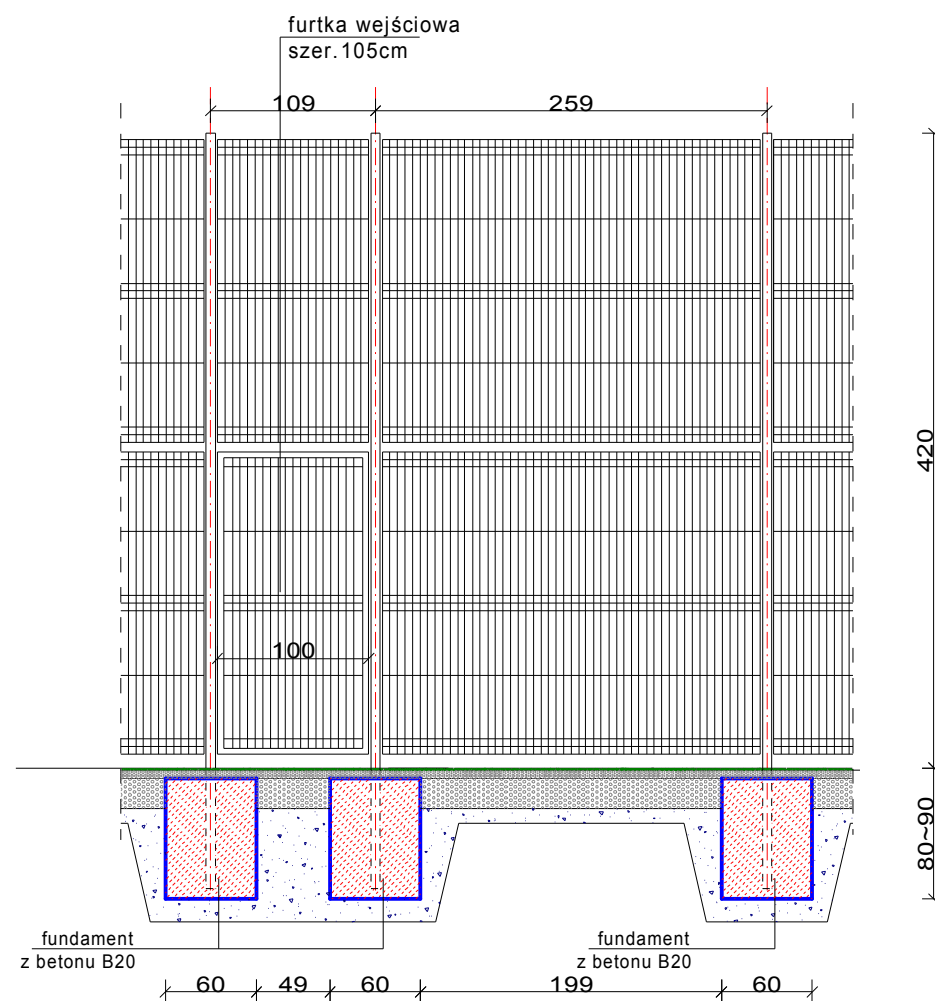 furtka wejściowa
szer.105cm
109
259
420
100
80~90
fundament
z betonu B20
fundament
z betonu B20
60
49
60
199
60